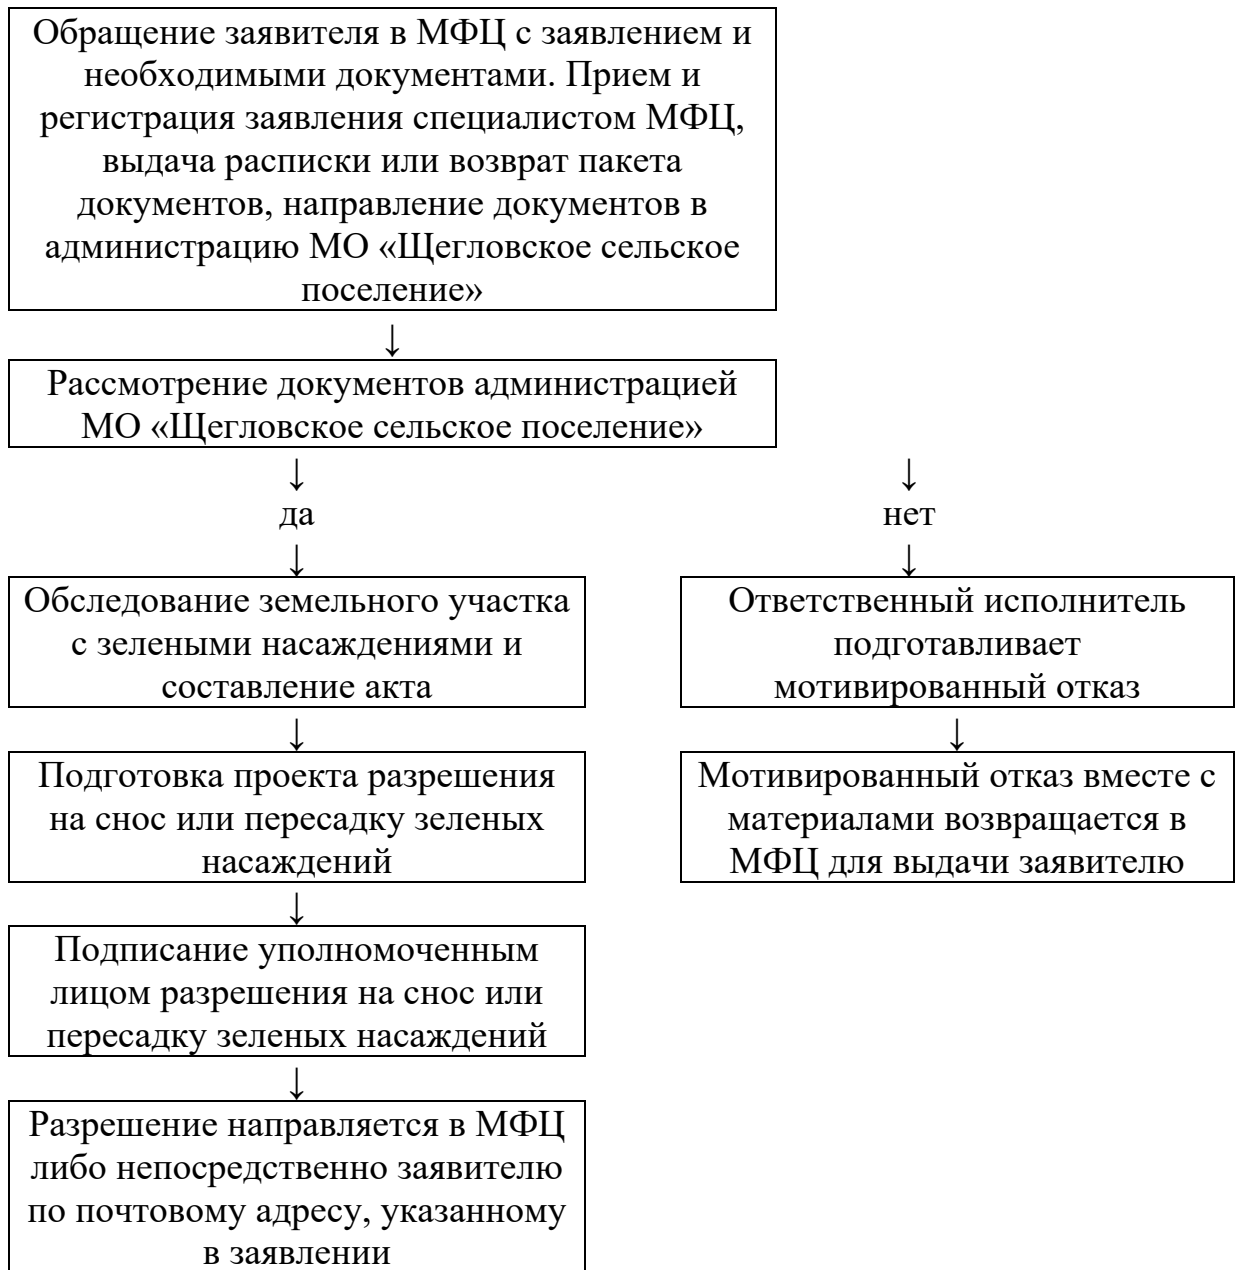 Обращение заявителя в МФЦ с заявлением и
необходимыми документами. Прием и
регистрация заявления специалистом МФЦ,
выдача расписки или возврат пакета
документов, направление документов в
администрацию МО «Щегловское сельское
поселение»
↓
Рассмотрение документов администрацией
МО «Щегловское сельское поселение»
↓
да
↓
Обследование земельного участка
с зелеными насаждениями и
составление акта
↓
Подготовка проекта разрешения
на снос или пересадку зеленых
насаждений
↓
Подписание уполномоченным
лицом разрешения на снос или
пересадку зеленых насаждений
↓
Разрешение направляется в МФЦ
либо непосредственно заявителю
по почтовому адресу, указанному
в заявлении
↓
нет
↓
Ответственный исполнитель
подготавливает
мотивированный отказ
↓
Мотивированный отказ вместе с
материалами возвращается в
МФЦ для выдачи заявителю